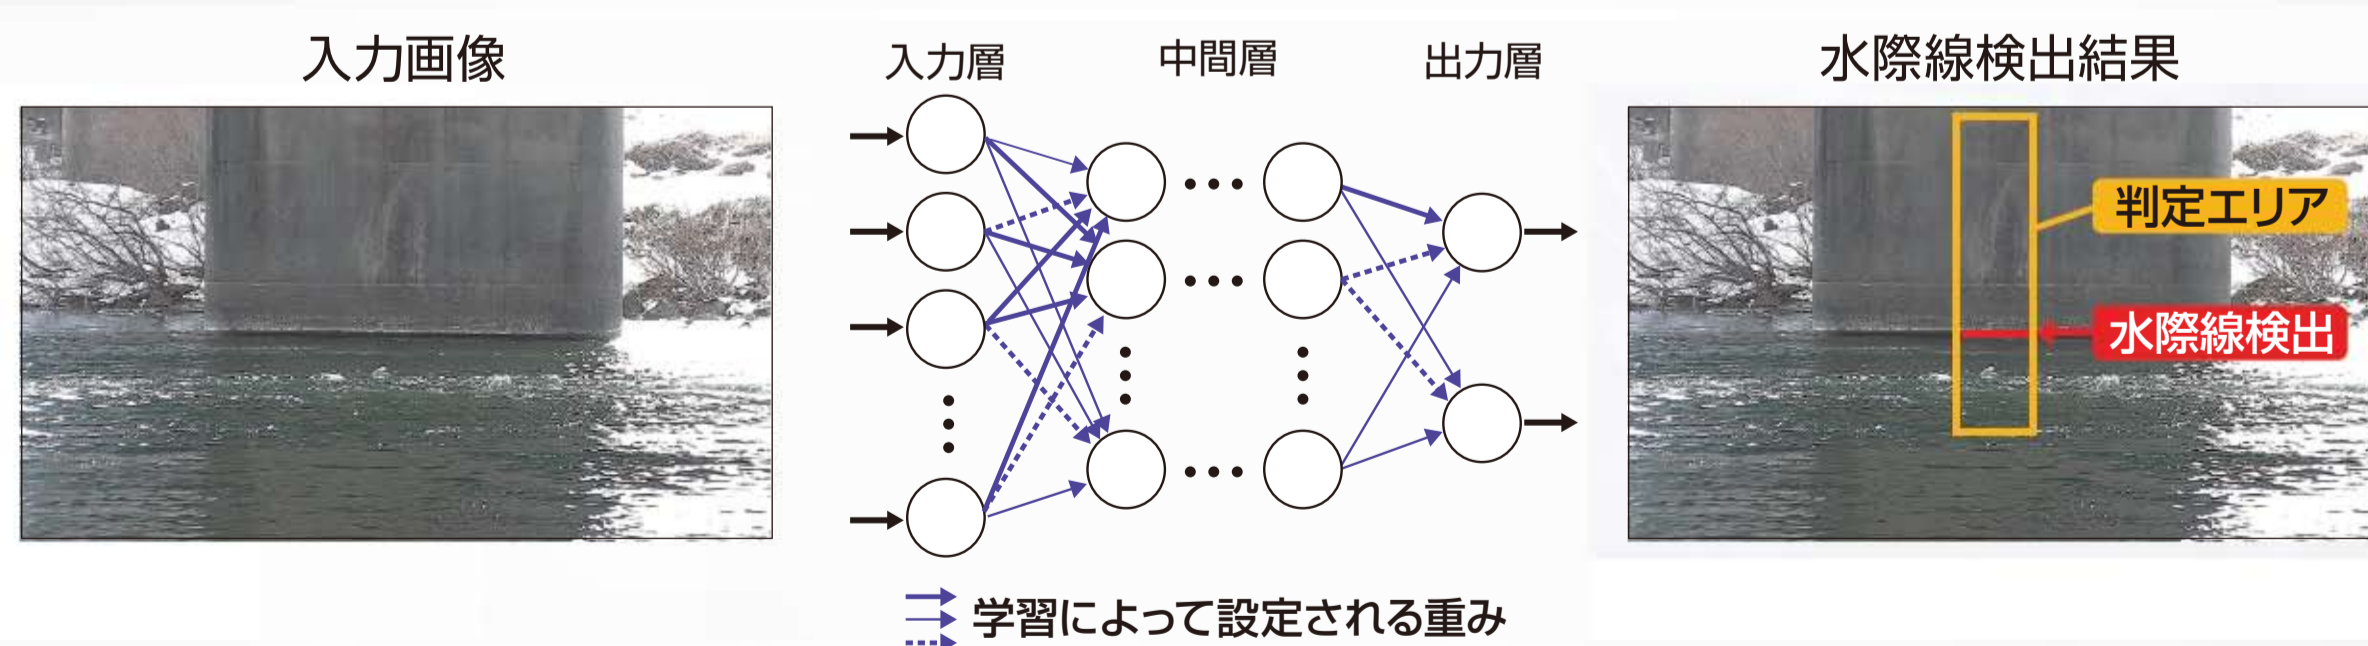 入力画像
入力層
中間層
出力層
水際線検出結果
判定エリア
水際線検出
学習によって設定される重み